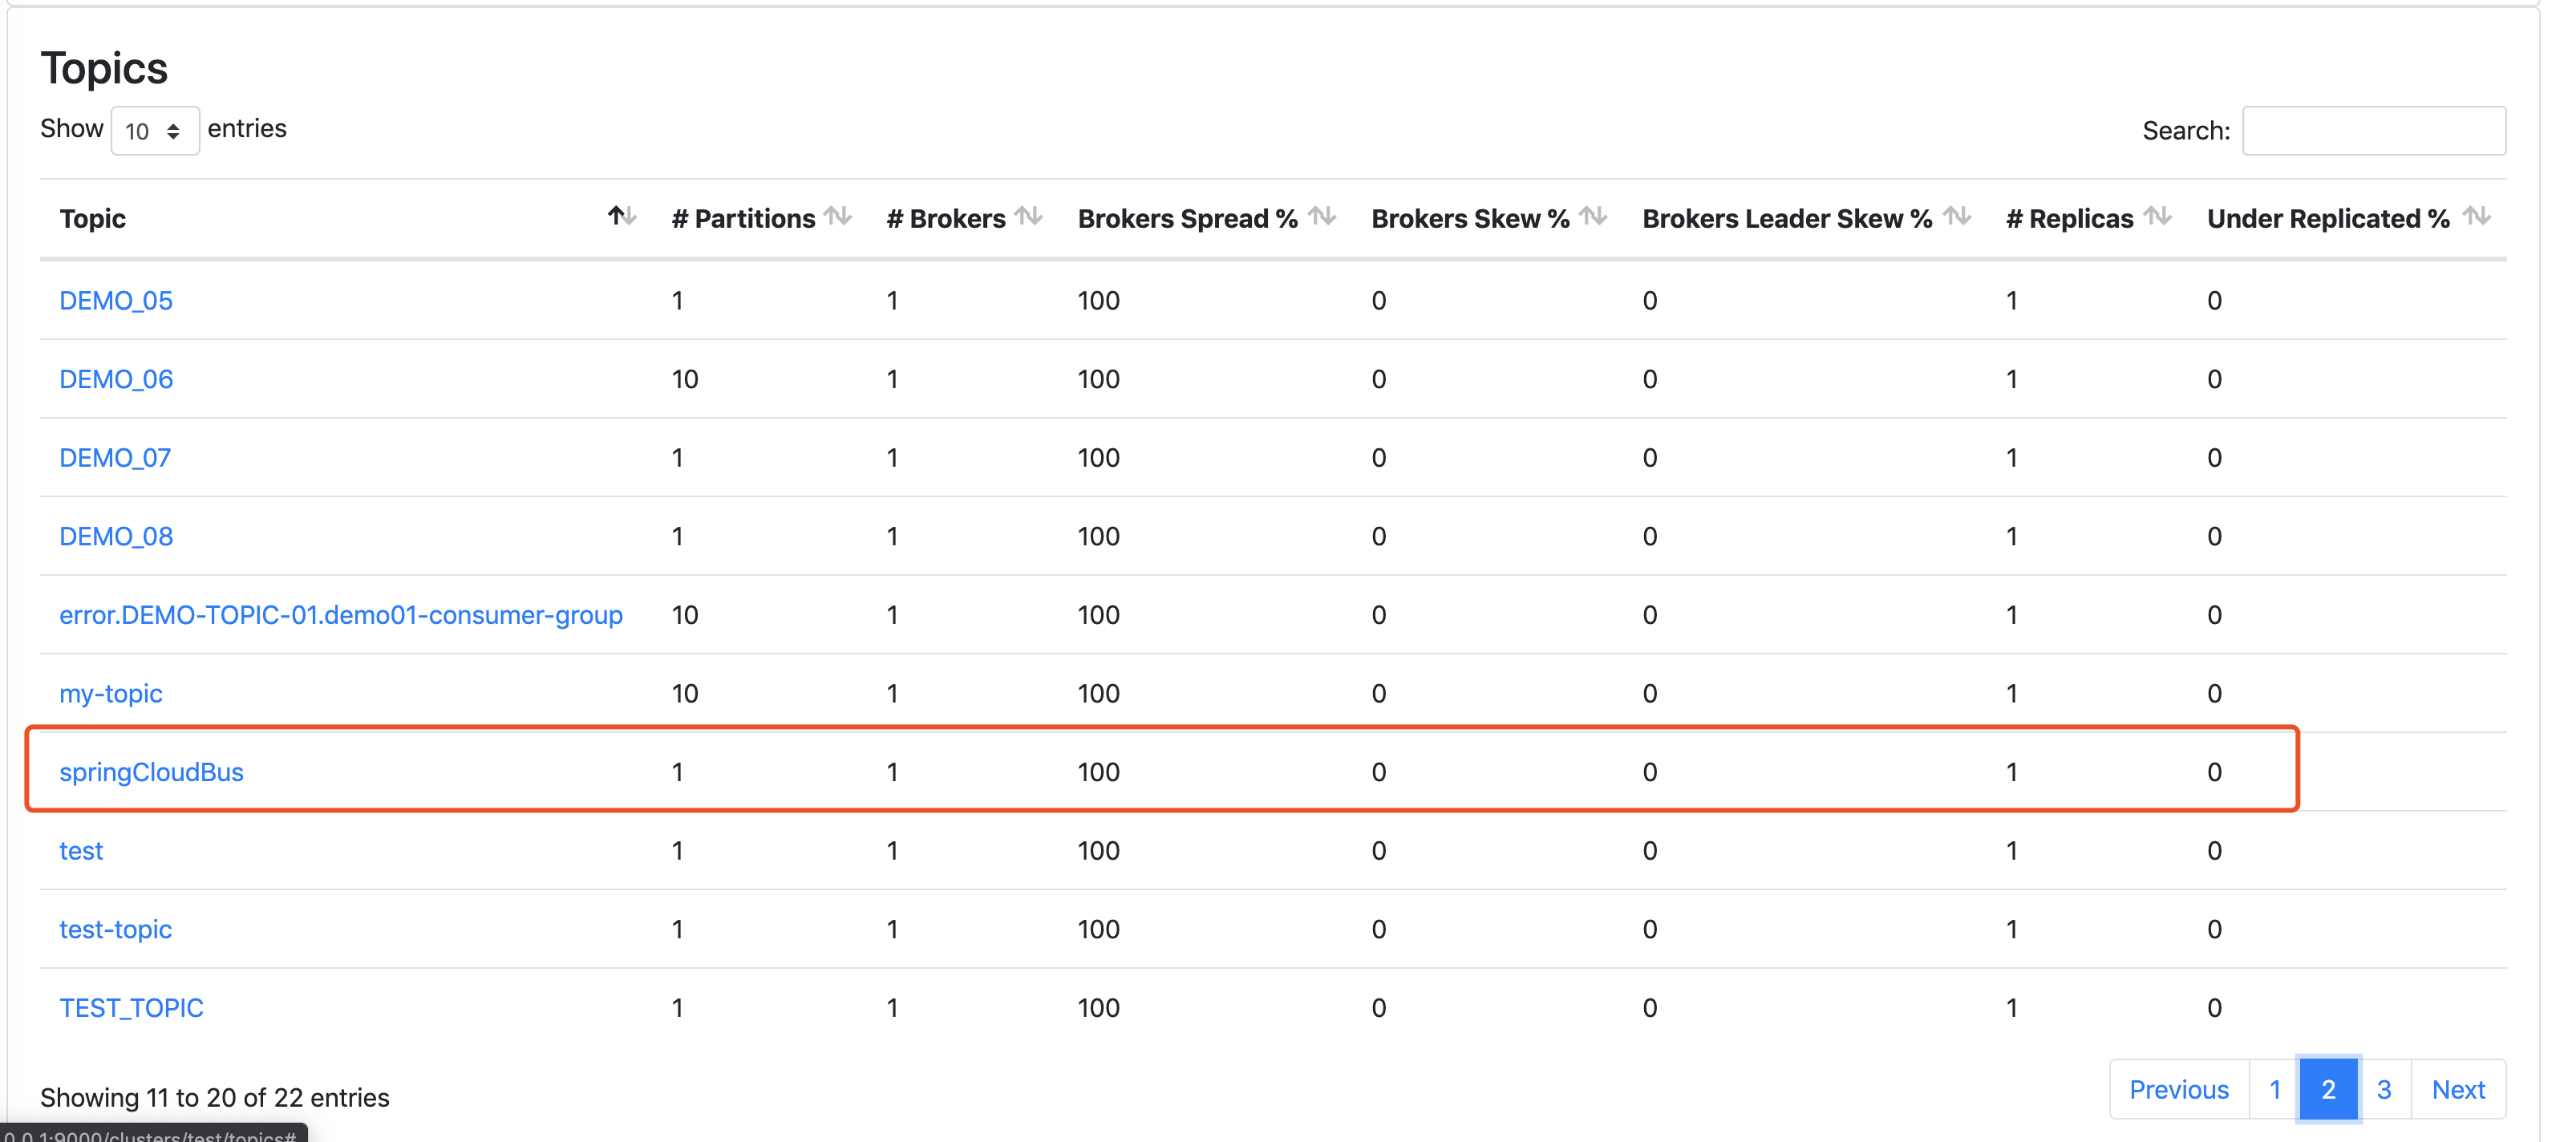 Topics
Show 10 entries Search:
Topic # Partitions # Brokers Brokers Spread % Brokers Skew % Brokers Leader Skew % # Replicas Under Replicated %
DEMO_05 1 1 100 0 0 1 0
DEMO_06 10 1 100 0 0 1 0
DEMO_07 1 1 100 0 0 1 0
DEMO_08 1 1 100 0 0 1 0
error.DEMO-TOPIC-01.demo01-consumer-group 10 1 100 0 0 1 0
my-topic 10 1 100 0 0 1 0
springCloudBus 1 1 100 0 0 1 0
test 1 1 100 0 0 1 0
test-topic 1 1 100 0 0 1 0
TEST_TOPIC 1 1 100 0 0 1 0
Showing 11 to 20 of 22 entries Previous 1 2 3 Next
0.0.1:9000/clusters/test/topics#